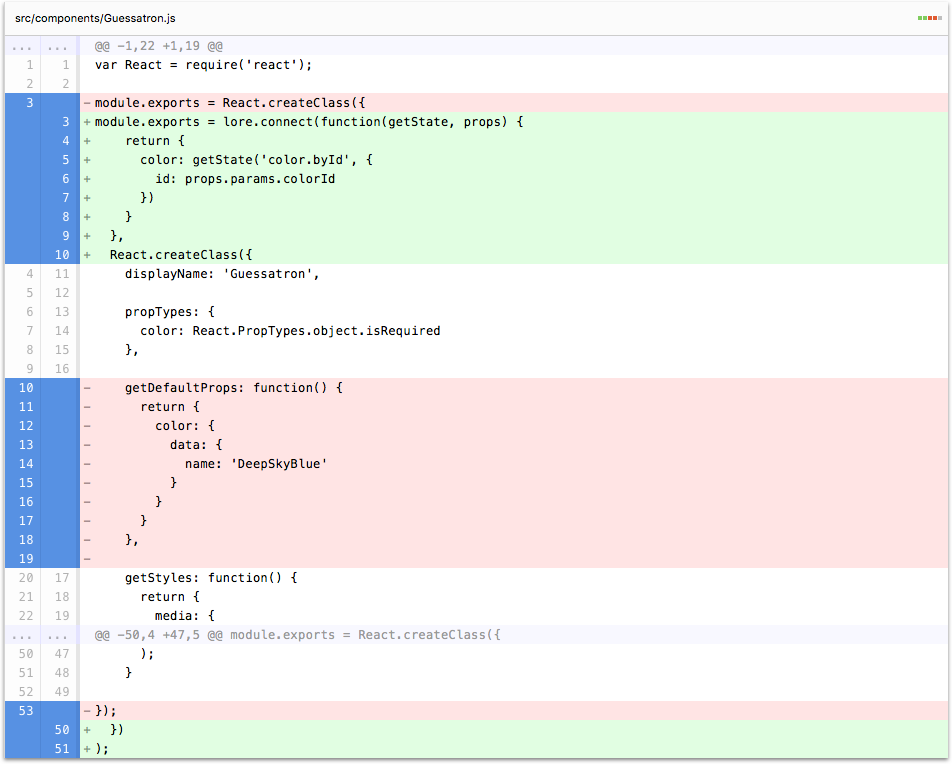 src/components/Guessatron.js
... ... @@ -1,22 +1,19 @@
1 1 var React = require('react');
2 2
3 - module.exports = React.createClass({
3 + module.exports = lore.connect(function(getState, props) {
4 +     return {
5 +       color: getState('color.byId', {
6 +         id: props.params.colorId
7 +       })
8 +     }
9 +   },
10 +   React.createClass({
4 11     displayName: 'Guessatron',
5 12
6 13     propTypes: {
7 14       color: React.PropTypes.object.isRequired
8 15     },
9 16
10 -     getDefaultProps: function() {
11 -       return {
12 -         color: {
13 -           data: {
14 -             name: 'DeepSkyBlue'
15 -           }
16 -         }
17 -       }
18 -     },
19 -
20 17     getStyles: function() {
21 18       return {
22 19         media: {
... ... @@ -50,4 +47,5 @@ module.exports = React.createClass({
50 47       );
51 48     }
52 49
53 - });
50 +   })
51 + );